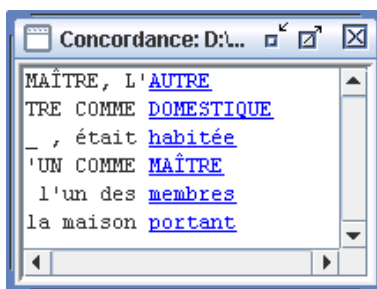 Concordance: D:\...
MAÎTRE, L'AUTRE
TRE COMME DOMESTIQUE
_ , était habitée
'UN COMME MAÎTRE
l'un des membres
la maison portant